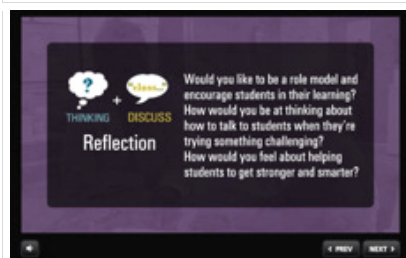 ?
"class..."
+
THINKING DISCUSS
Reflection
Would you like to be a role model and
encourage students in their learning?
How would you be at thinking about
how to talk to students when they're
trying something challenging?
How would you feel about helping
students to get stronger and smarter?
< PREV NEXT >